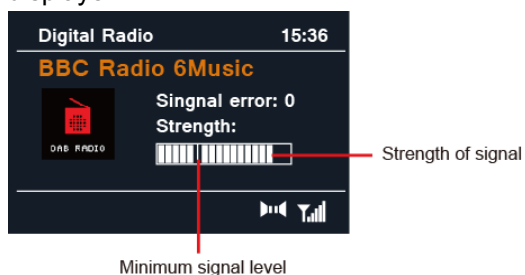 Digital Radio 15:36
BBC Radio 6Music
Singnal error: 0
Strength:
DAB RADIO
Strength of signal
Minimum signal level